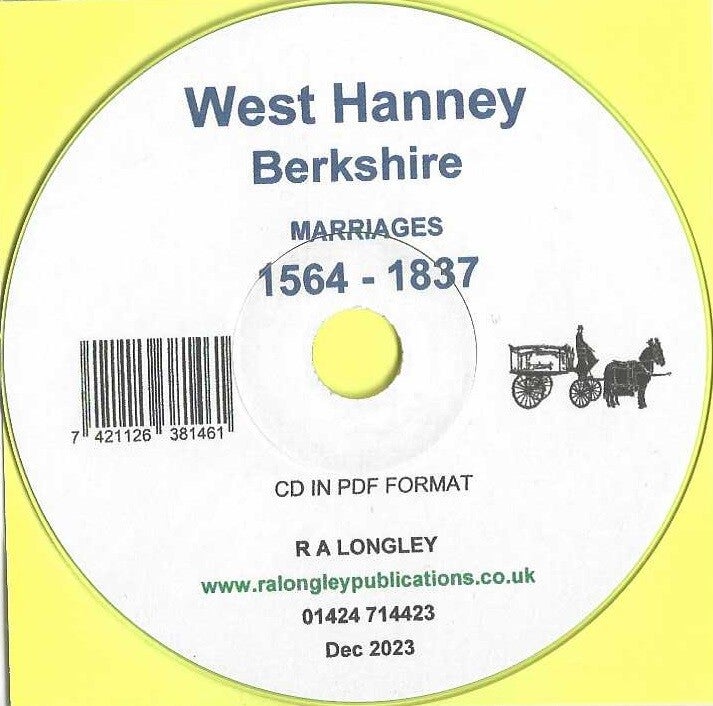 West Hanney
Berkshire
MARRIAGES
1564 - 1837
7 421126 381461
CD IN PDF FORMAT
R A LONGLEY
www.ralongleypublications.co.uk
01424 714423
Dec 2023